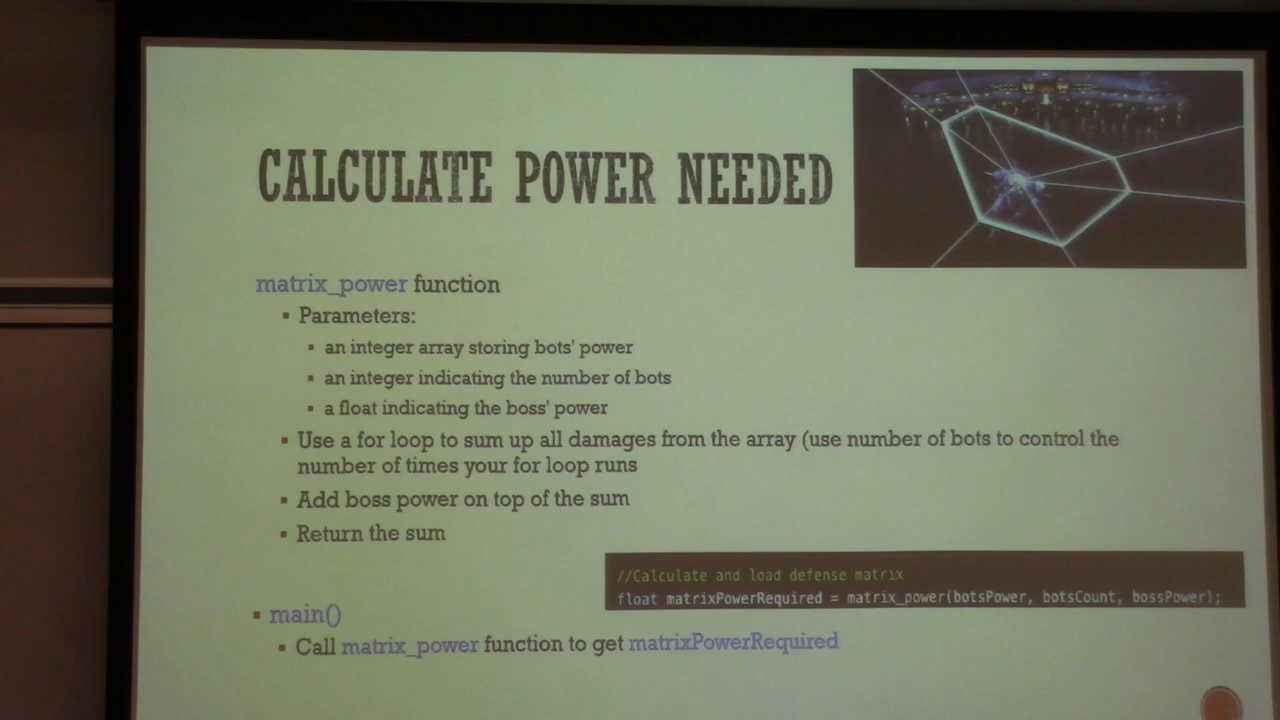 CALCULATE POWER NEEDED
matrix_power function
▪ Parameters:
▪ an integer array storing bots' power
▪ an integer indicating the number of bots
▪ a float indicating the boss' power
▪ Use a for loop to sum up all damages from the array (use number of bots to control the
number of times your for loop runs
▪ Add boss power on top of the sum
▪ Return the sum
//Calculate and load defense matrix
float matrixPowerRequired = matrix_power(botsPower, botsCount, bossPower);
▪ main()
▪ Call matrix_power function to get matrixPowerRequired